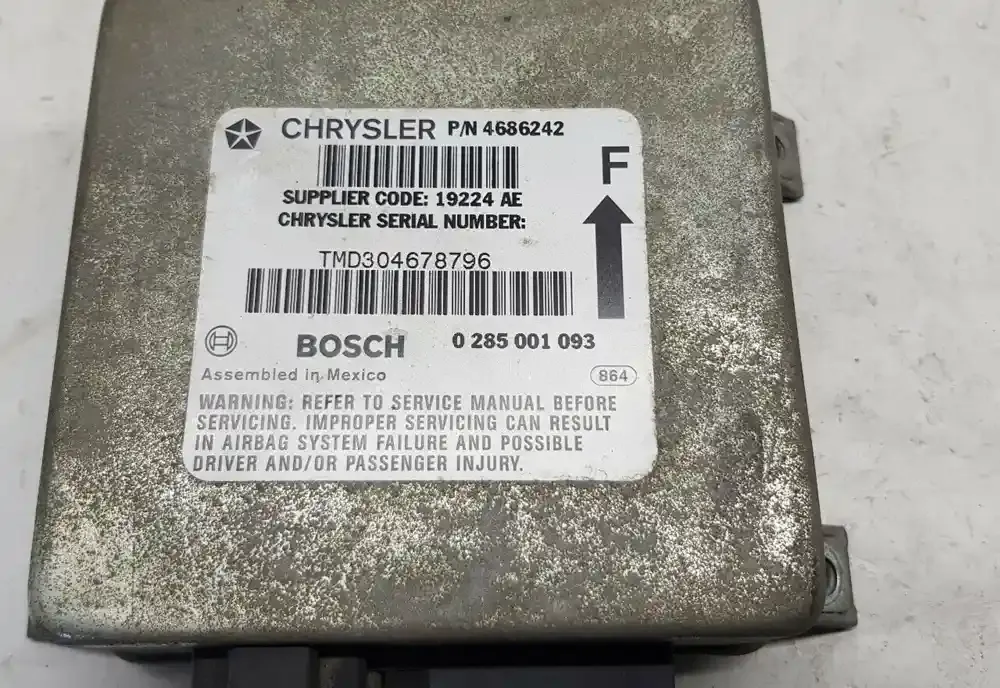 CHRYSLER P/N 4686242
F
SUPPLIER CODE: 19224 AE
CHRYSLER SERIAL NUMBER:
TMD304678796
BOSCH 0 285 001 093
Assembled in Mexico 864
WARNING: REFER TO SERVICE MANUAL BEFORE
SERVICING. IMPROPER SERVICING CAN RESULT
IN AIRBAG SYSTEM FAILURE AND POSSIBLE
DRIVER AND/OR PASSENGER INJURY.